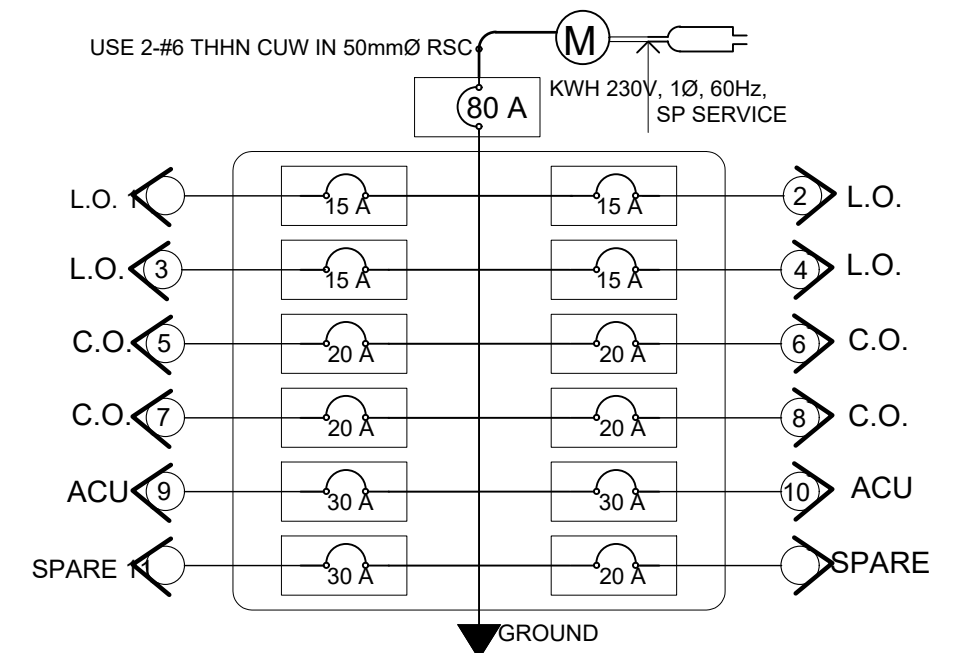 USE 2-#6 THHN CUW IN 50mmØ RSC
M
KWH 230V, 1Ø, 60Hz,
SP SERVICE
80 A
L.O. 1
15 A
15 A
2
L.O.
L.O.
3
15 A
15 A
4
L.O.
C.O.
5
20 A
20 A
6
C.O.
C.O.
7
20 A
20 A
8
C.O.
ACU
9
30 A
30 A
10
ACU
SPARE 11
30 A
20 A
SPARE
GROUND